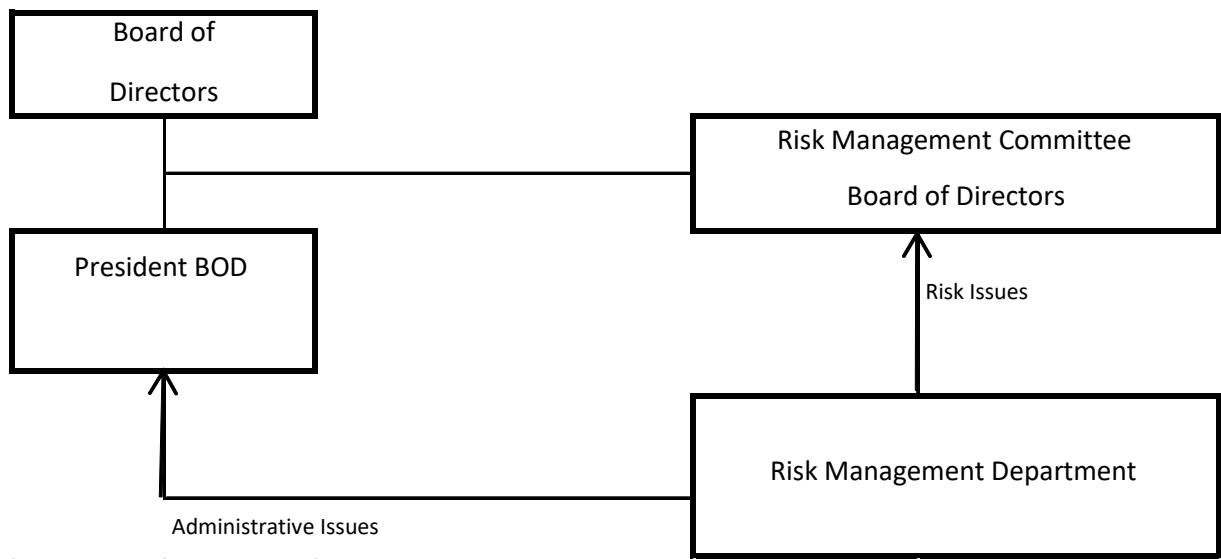 Board of
Directors
Risk Management Committee
Board of Directors
President BOD
Risk Issues
Risk Management Department
Administrative Issues